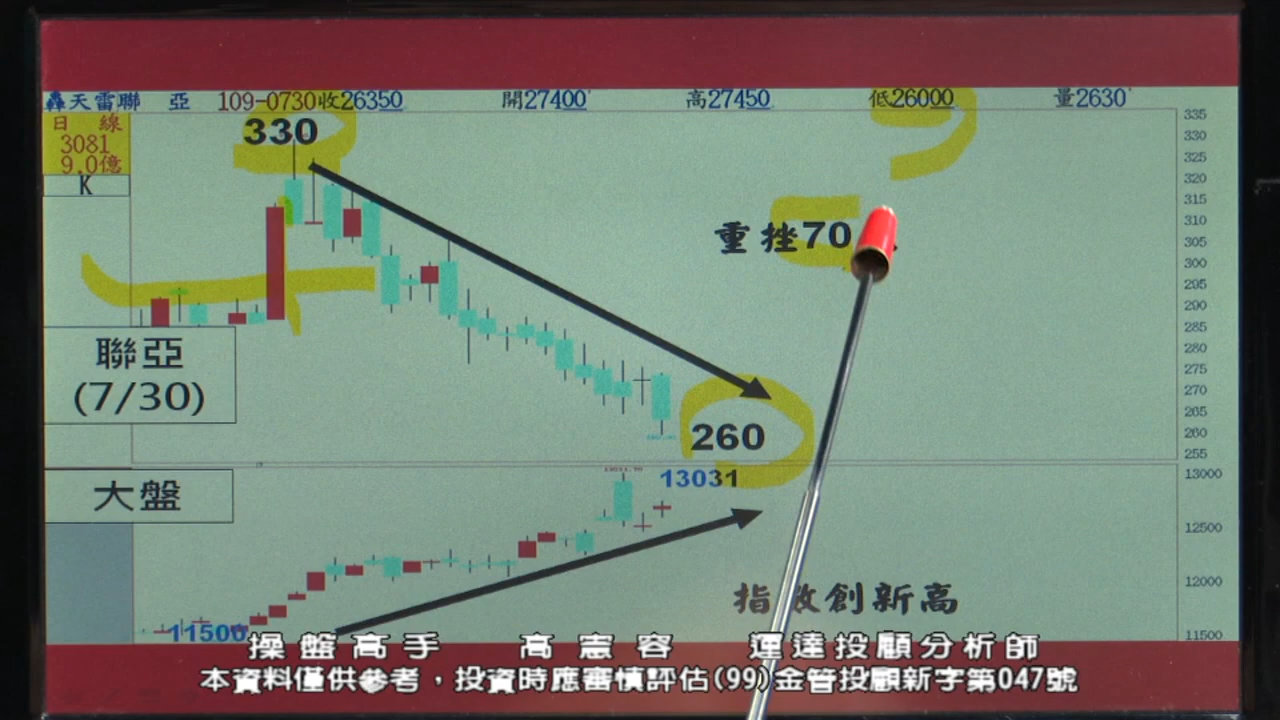 轟天雷聯 亞 109-0730收26350 開27400 高27450 低26000 量2630
日 線
3081
9.0億
K
330
重挫70
聯亞
(7/30)
260
335
330
325
320
315
310
305
300
295
290
285
280
275
270
265
260
255
大盤
13031
13000
12500
12000
11500
指數創新高
11500
操盤高手 高憲容 運達投顧分析師
本資料僅供參考，投資時應審慎評估(99)金管投顧新字第047號